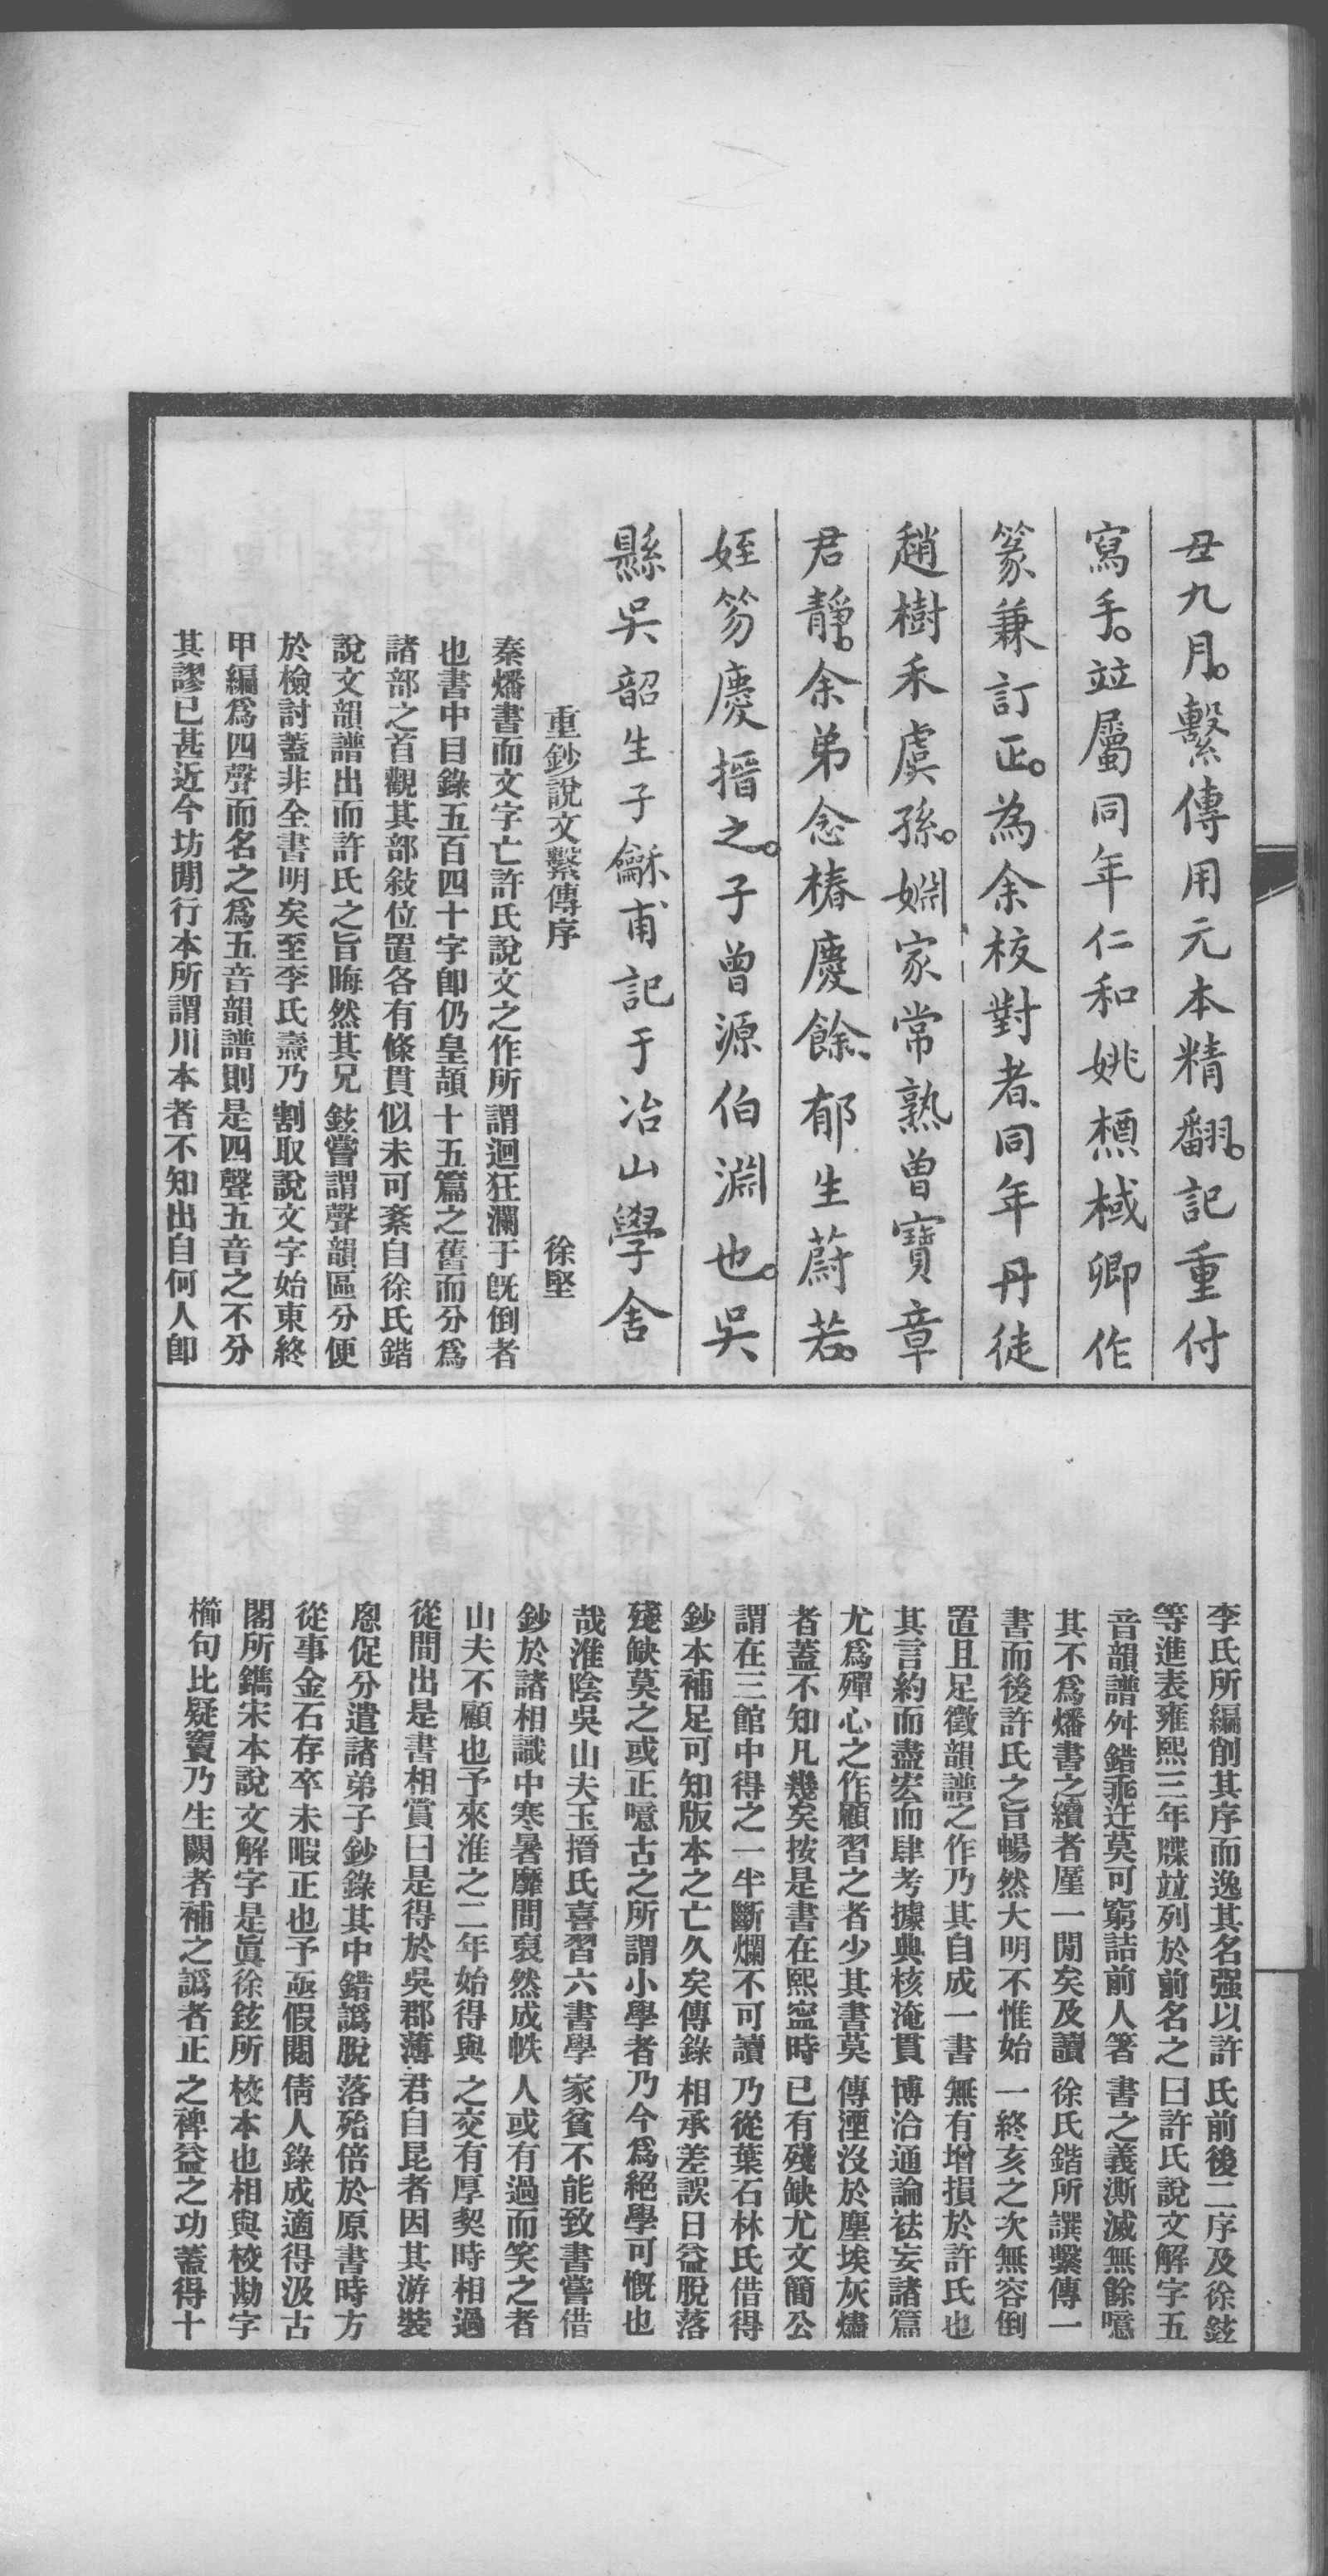 丑九月。繫傳用元本精翻。記重付
寫手。竝屬同年仁和姚櫄棫卿作
篆兼訂正。為余校對者、同年丹徒
趙樹禾虞孫。嫻家常熟曾寶章
君靜。余弟念椿慶餘、郁生蔚若。
姪笏慶搢之。子曾源伯淵也。吳
縣吳韶生子龢甫記于冶山學舍
重鈔說文繫傳序 徐堅
秦燔書而文字亡許氏說文之作所謂迴狂瀾于旣倒者
也書中目錄五百四十字卽仍皇頡十五篇之舊而分爲
諸部之首觀其部敍位置各有條貫似未可紊自徐氏鍇
說文韻譜出而許氏之旨晦然其兄鉉嘗謂聲韻區分便
於檢討蓋非全書明矣至李氏燾乃割取說文字始東終
甲編爲四聲而名之爲五音韻譜則是四聲五音之不分
其謬已甚近今坊閒行本所謂川本者不知出自何人卽
李氏所編削其序而逸其名强以許氏前後二序及徐鉉
等進表雍熙三年牒竝列於前名之曰許氏說文解字五
音韻譜舛錯乖迕莫可窮詰前人箸書之義澌滅無餘噫
其不爲燔書之續者厪一閒矣及讀徐氏鍇所譔繫傳一
書而後許氏之旨暢然大明不惟始一終亥之次無容倒
置且足徵韻譜之作乃其自成一書無有增損於許氏也
其言約而盡宏而肆考據典核淹貫博洽通論祛妄諸篇
尤爲殫心之作顧習之者少其書莫傳湮沒於塵埃灰燼
者蓋不知凡幾矣按是書在熙寍時已有殘缺尤文簡公
謂在三館中得之一半斷爛不可讀乃從葉石林氏借得
鈔本補足可知版本之亡久矣傳錄相承差誤日益脫落
殘缺莫之或正噫古之所謂小學者乃今爲絕學可慨也
哉淮陰吳山夫玉搢氏喜習六書學家貧不能致書嘗借
鈔於諸相識中寒暑靡間裒然成帙人或有過而笑之者
山夫不顧也予來淮之二年始得與之交有厚契時相過
從間出是書相賞曰是得於吳郡薄君自昆者因其游裝
恩促分遣諸弟子鈔錄其中錯譌脫落殆倍於原書時方
從事金石存卒未暇正也予亟假閱倩人錄成適得汲古
閣所鐫宋本說文解字是眞徐鉉所校本也相與校勘字
櫛句比疑竇乃生闕者補之譌者正之裨益之功蓋得十